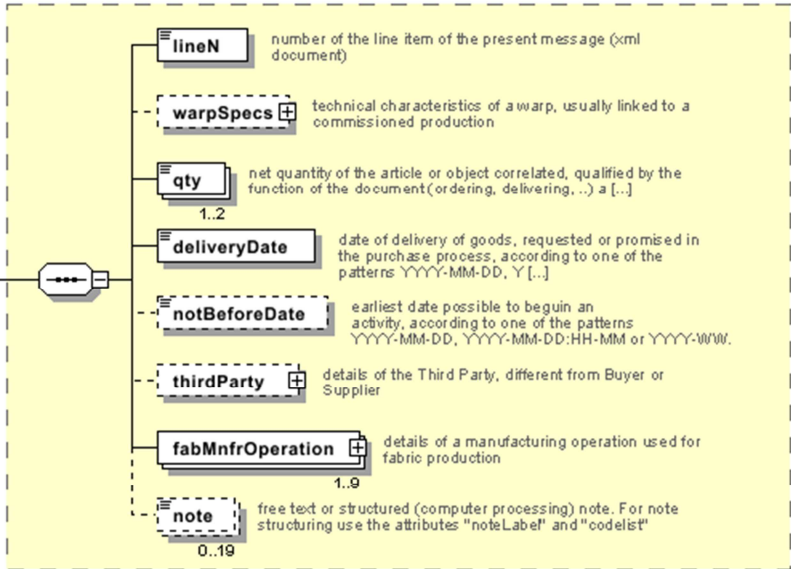 lineN
number of the line item of the present message (xml
document)
warpSpecs
technical characteristics of a warp, usually linked to a
commissioned production
qty
net quantity of the article or object correlated, qualified by the
function of the document(ordering, delivering, ..) a [...]
1..2
deliveryDate
date of delivery of goods, requested or promised in
the purchase process, according to one of the
patterns YYYY-MM-DD, Y [...]
notBeforeDate
earliest date possible to beguin an
activity, according to one of the patterns
YYYY-MM-DD, YYYY-MM-DD:HH-MM or YYYY-WW.
thirdParty
details of the Third Party, different from Buyer or
Supplier
fabMnfrOperation
details of a manufacturing operation used for
fabric production
1..9
note
free text or structured (computer processing) note. For note
structuring use the attributes "noteLabel" and "codelist"
0..19